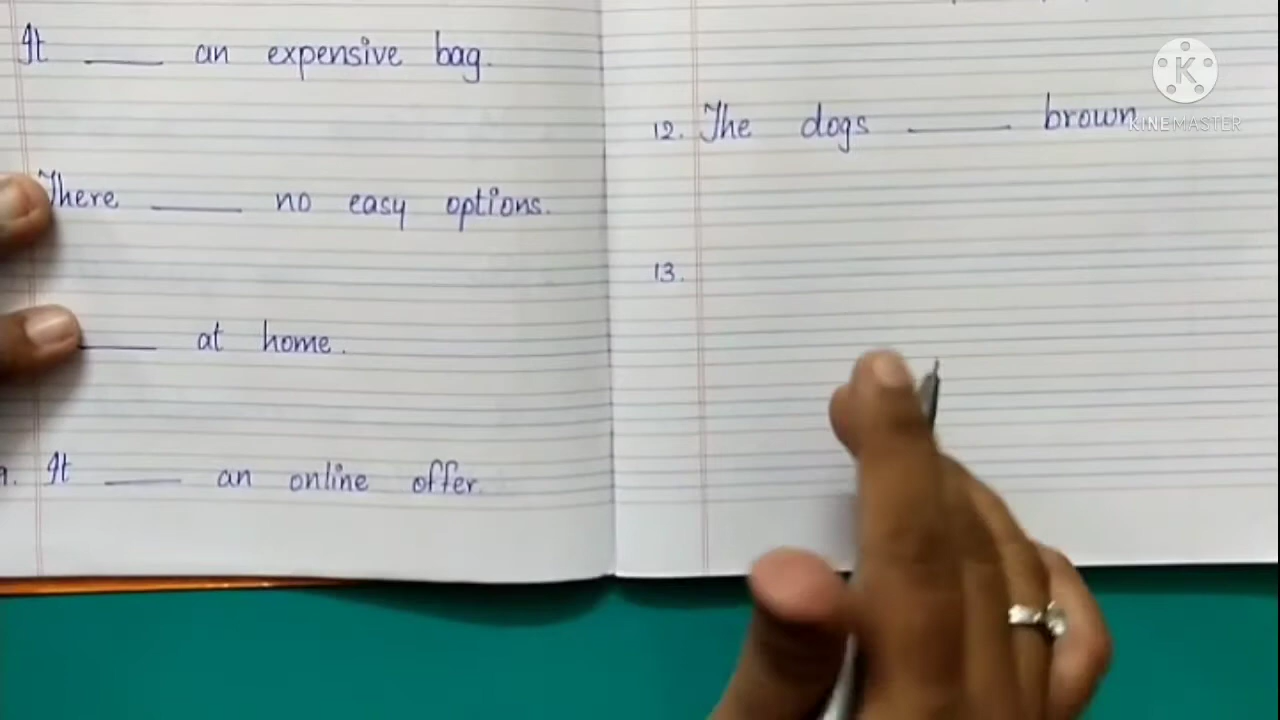 It ____ an expensive bag.
There ____ no easy options.
____ at home.
9. It ____ an online offer.
12. The dogs ____ brown
13.
K
KINEMASTER